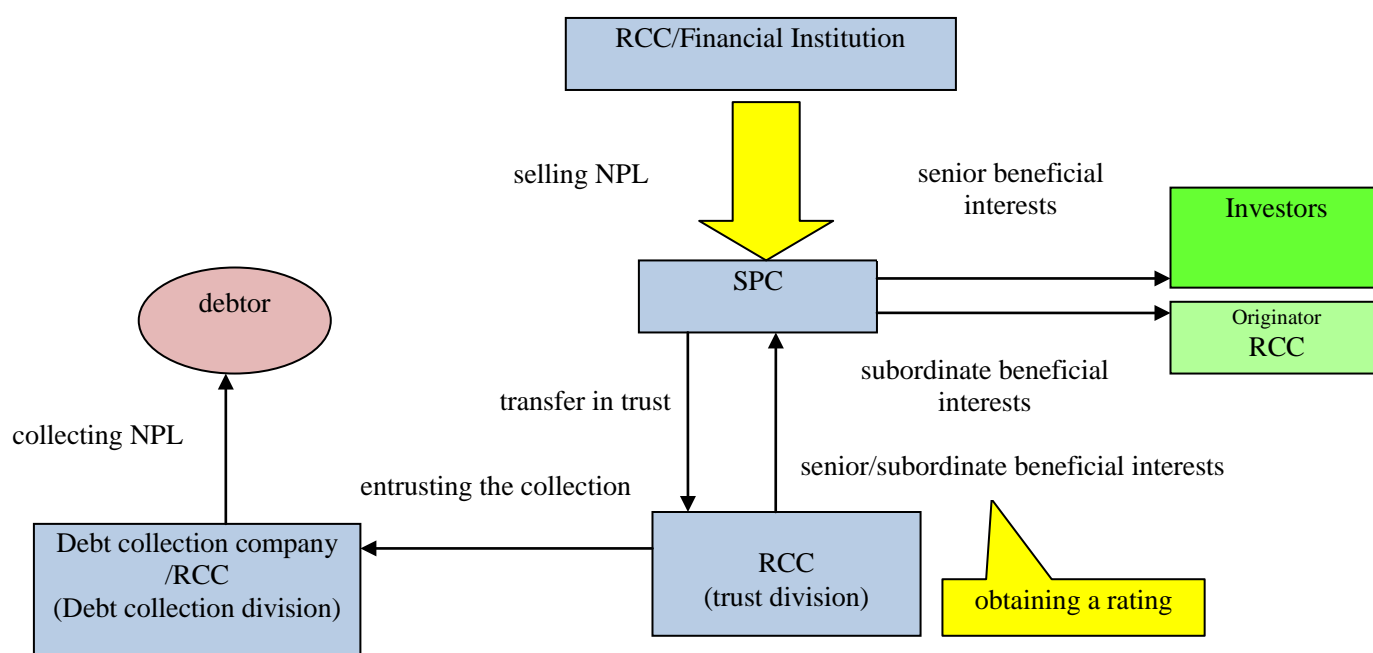 RCC/Financial Institution
selling NPL
senior beneficial
interests
Investors
SPC
debtor
Originator
RCC
subordinate beneficial
interests
transfer in trust
collecting NPL
senior/subordinate beneficial interests
entrusting the collection
Debt collection company
/RCC
(Debt collection division)
RCC
(trust division)
obtaining a rating